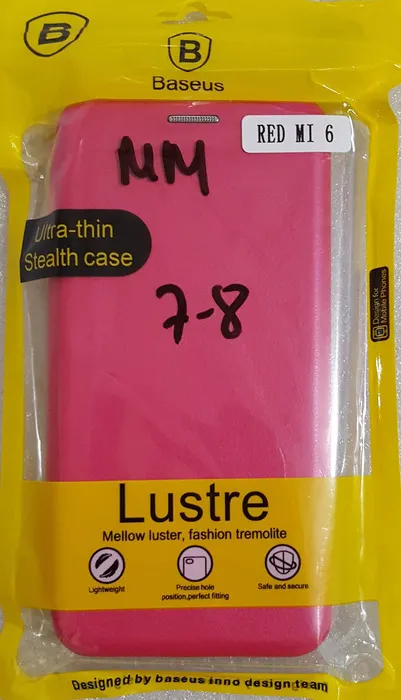 B
B
Baseus
RED MI 6
MM
Ultra-thin
Stealth case
7-8
Design for
Mobile Phones
Lustre
Mellow luster, fashion tremolite
Lightweight
Precise hole
position,perfect fitting
Safe and secure
Designed by baseus inno design team